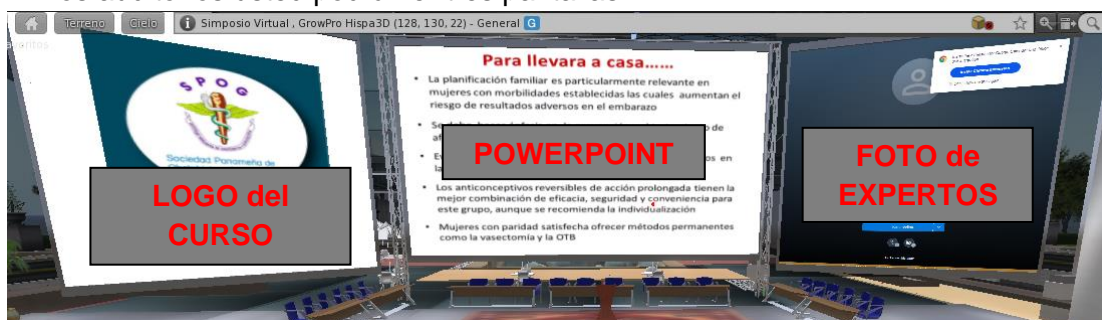 Terreno Cielo Simposio Virtual , GrowPro Hispa3D (128, 130, 22) - General G
SPOG
Sociedad Panameña de
LOGO del
CURSO
Para llevara a casa......
• La planificación familiar es particularmente relevante en
mujeres con morbilidades establecidas las cuales aumentan el
riesgo de resultados adversos en el embarazo
POWERPOINT
• Los anticonceptivos reversibles de acción prolongada tienen la
mejor combinación de eficacia, seguridad y conveniencia para
este grupo, aunque se recomienda la individualización
• Mujeres con paridad satisfecha ofrecer métodos permanentes
como la vasectomía y la OTB
FOTO de
EXPERTOS